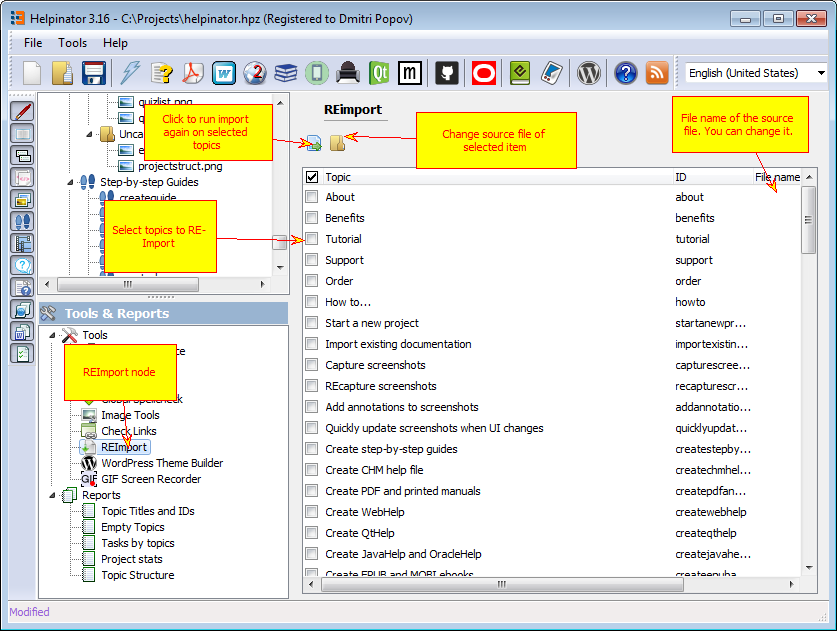 Helpinator 3.16 - C:\Projects\helpinator.hpz (Registered to Dmitri Popov)
File Tools Help
English (United States)
quizlist.png
Unca
projectstruct.png
Step-by-step Guides
createguide
Click to run import
again on selected
topics
Select topics to RE-
Import
Tools & Reports
Tools
REImport node
Global Spellcheck
Image Tools
Check Links
REImport
WordPress Theme Builder
GIF Screen Recorder
Reports
Topic Titles and IDs
Empty Topics
Tasks by topics
Project stats
Topic Structure
REimport
Change source file of
selected item
File name of the source
file. You can change it.
Topic ID File name
About about
Benefits benefits
Tutorial tutorial
Support support
Order order
How to... howto
Start a new project startanewpr...
Import existing documentation importexistin...
Capture screenshots capturescree...
REcapture screenshots recapturescr...
Add annotations to screenshots addannotatio...
Quickly update screenshots when UI changes quicklyupdat...
Create step-by-step guides createstepby...
Create CHM help file createchmhel...
Create PDF and printed manuals createpdfan...
Create WebHelp createwebhelp
Create QtHelp createqthelp
Create JavaHelp and OracleHelp createjavahe...
Create EPUB and MOBI ebooks createepuba...
Modified